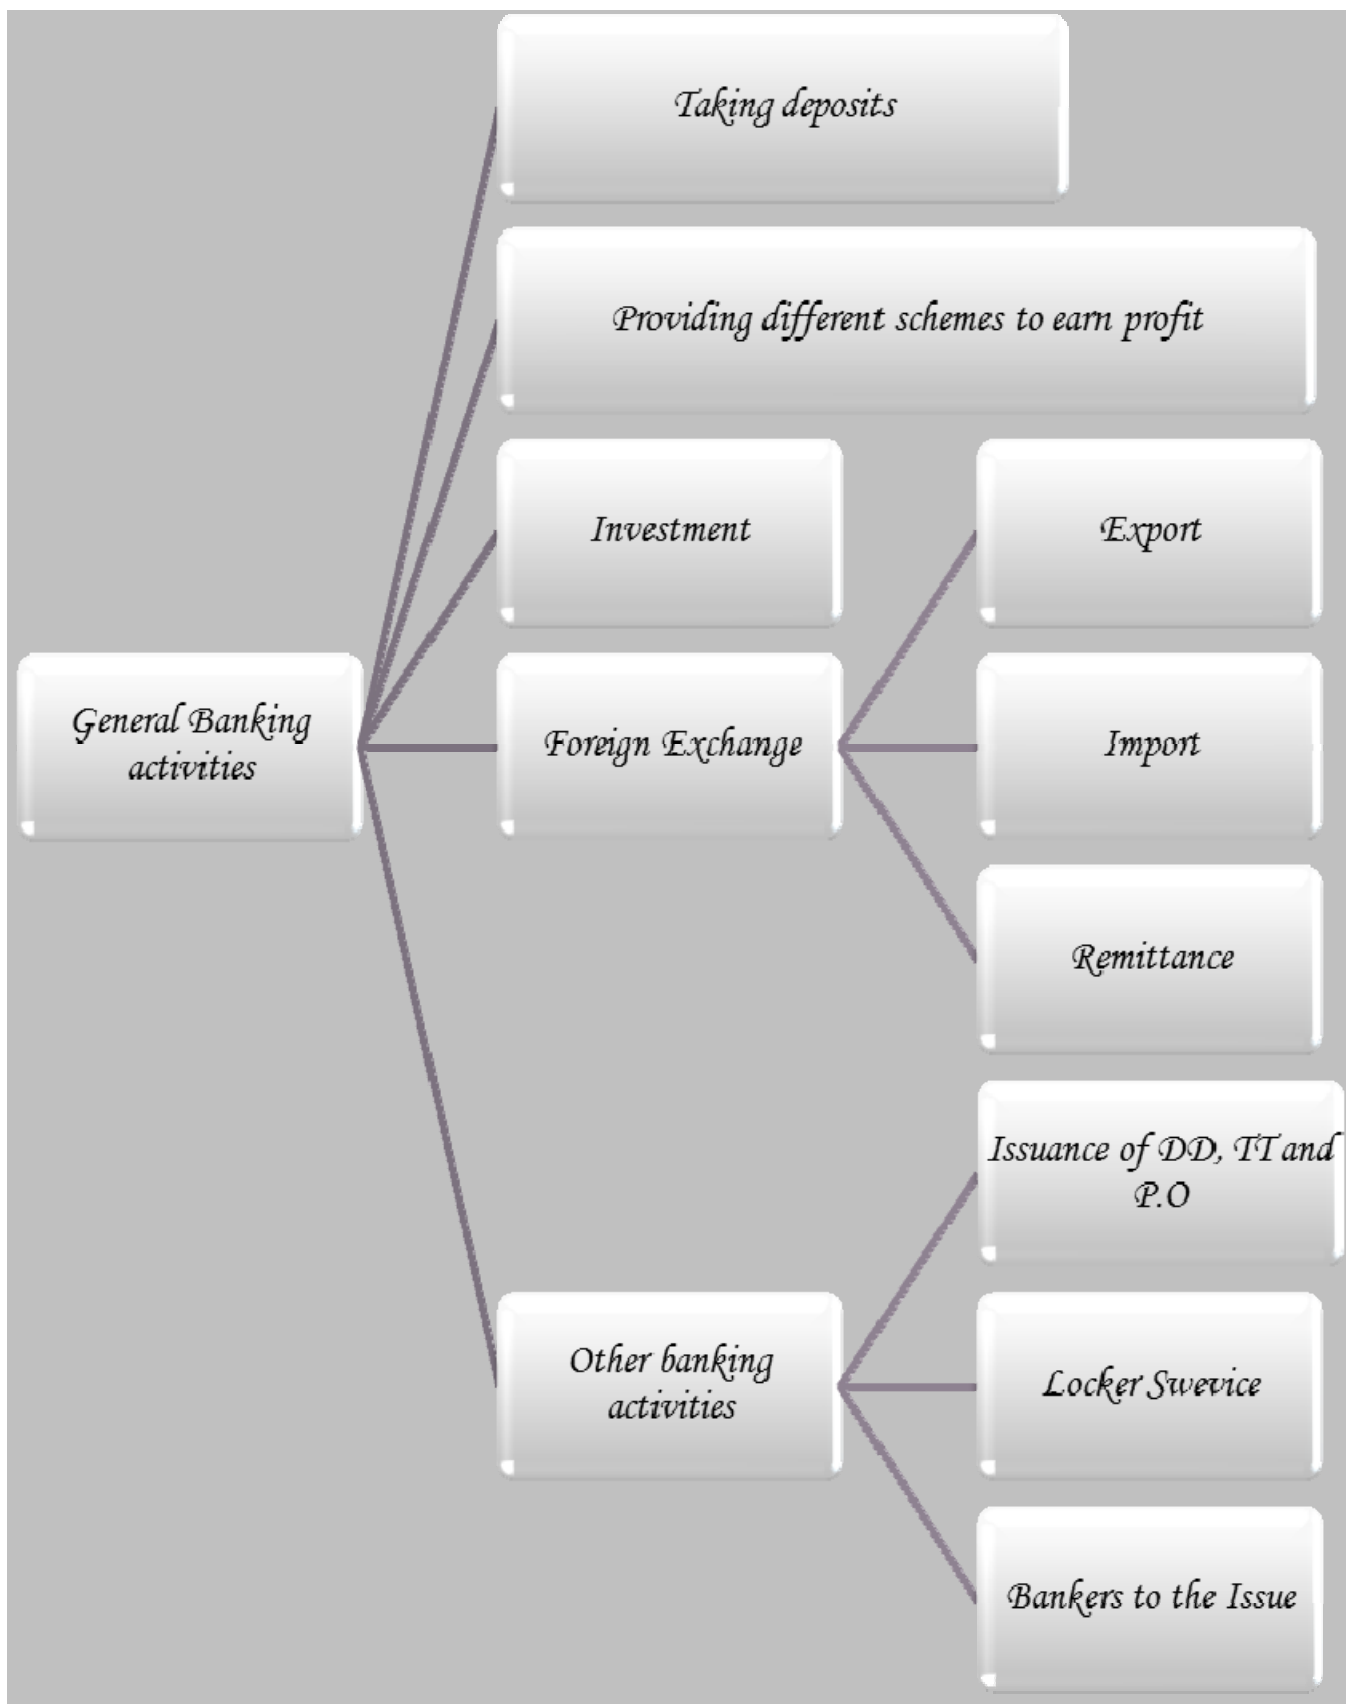 Taking deposits
Providing different schemes to earn profit
Investment
Export
General Banking
activities
Foreign Exchange
Import
Remittance
Issuance of DD, TT and
P.O
Other banking
activities
Locker Swevice
Bankers to the Issue